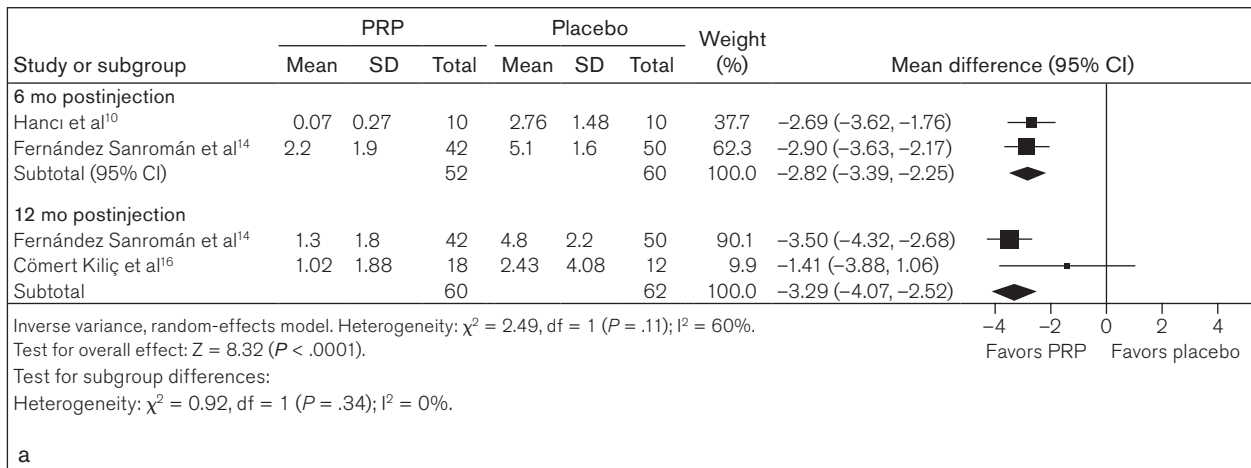 PRP Placebo Weight
Study or subgroup Mean SD Total Mean SD Total (%) Mean difference (95% CI)
6 mo postinjection
Hancı et al¹⁰ 0.07 0.27 10 2.76 1.48 10 37.7 −2.69 (−3.62, −1.76)
Fernández Sanromán et al¹⁴ 2.2 1.9 42 5.1 1.6 50 62.3 −2.90 (−3.63, −2.17)
Subtotal (95% CI) 52 60 100.0 −2.82 (−3.39, −2.25)
12 mo postinjection
Fernández Sanromán et al¹⁴ 1.3 1.8 42 4.8 2.2 50 90.1 −3.50 (−4.32, −2.68)
Cömert Kiliç et al¹⁶ 1.02 1.88 18 2.43 4.08 12 9.9 −1.41 (−3.88, 1.06)
Subtotal 60 62 100.0 −3.29 (−4.07, −2.52)
Inverse variance, random-effects model. Heterogeneity: χ² = 2.49, df = 1 (P = .11); I² = 60%.
−4 −2 0 2 4
Test for overall effect: Z = 8.32 (P < .0001).
Favors PRP Favors placebo
Test for subgroup differences:
Heterogeneity: χ² = 0.92, df = 1 (P = .34); I² = 0%.
a